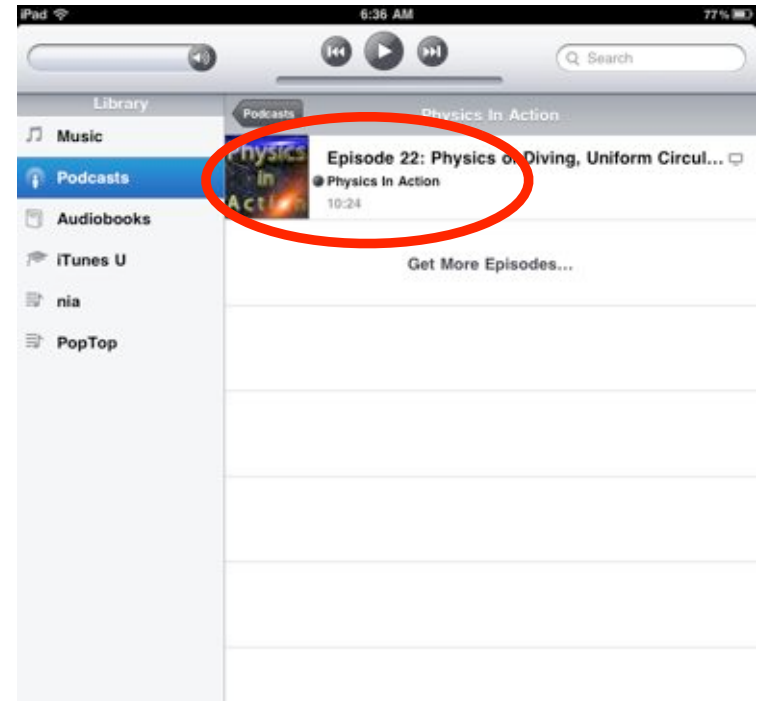 iPad 6:36 AM 77%
Search
Library
Podcasts Physics In Action
Music
Podcasts
Audiobooks
iTunes U
nia
PopTop
Physics
in
Action
Episode 22: Physics of Diving, Uniform Circul...
Physics In Action
10:24
Get More Episodes...